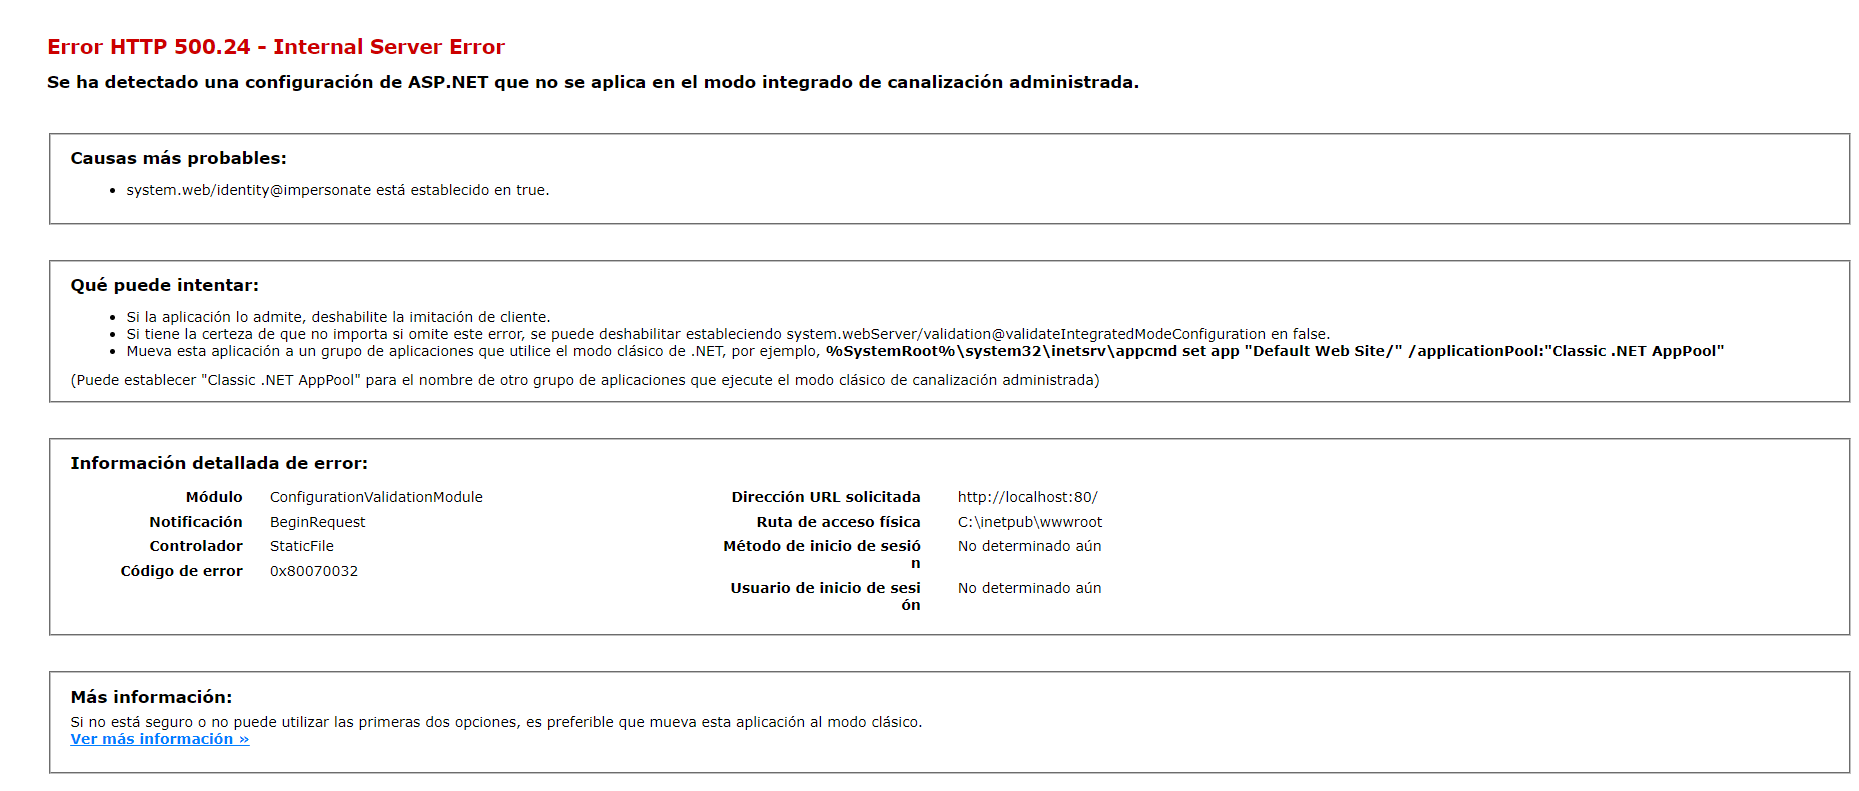 Error HTTP 500.24 - Internal Server Error
Se ha detectado una configuración de ASP.NET que no se aplica en el modo integrado de canalización administrada.
Causas más probables:
• system.web/identity@impersonate está establecido en true.
Qué puede intentar:
• Si la aplicación lo admite, deshabilite la imitación de cliente.
• Si tiene la certeza de que no importa si omite este error, se puede deshabilitar estableciendo system.webServer/validation@validateIntegratedModeConfiguration en false.
• Mueva esta aplicación a un grupo de aplicaciones que utilice el modo clásico de .NET, por ejemplo, %SystemRoot%\system32\inetsrv\appcmd set app "Default Web Site/" /applicationPool:"Classic .NET AppPool"
(Puede establecer "Classic .NET AppPool" para el nombre de otro grupo de aplicaciones que ejecute el modo clásico de canalización administrada)
Información detallada de error:
Módulo ConfigurationValidationModule
Notificación BeginRequest
Controlador StaticFile
Código de error 0x80070032
Dirección URL solicitada http://localhost:80/
Ruta de acceso física C:\inetpub\wwwroot
Método de inicio de sesió No determinado aún
n
Usuario de inicio de sesi No determinado aún
ón
Más información:
Si no está seguro o no puede utilizar las primeras dos opciones, es preferible que mueva esta aplicación al modo clásico.
Ver más información »